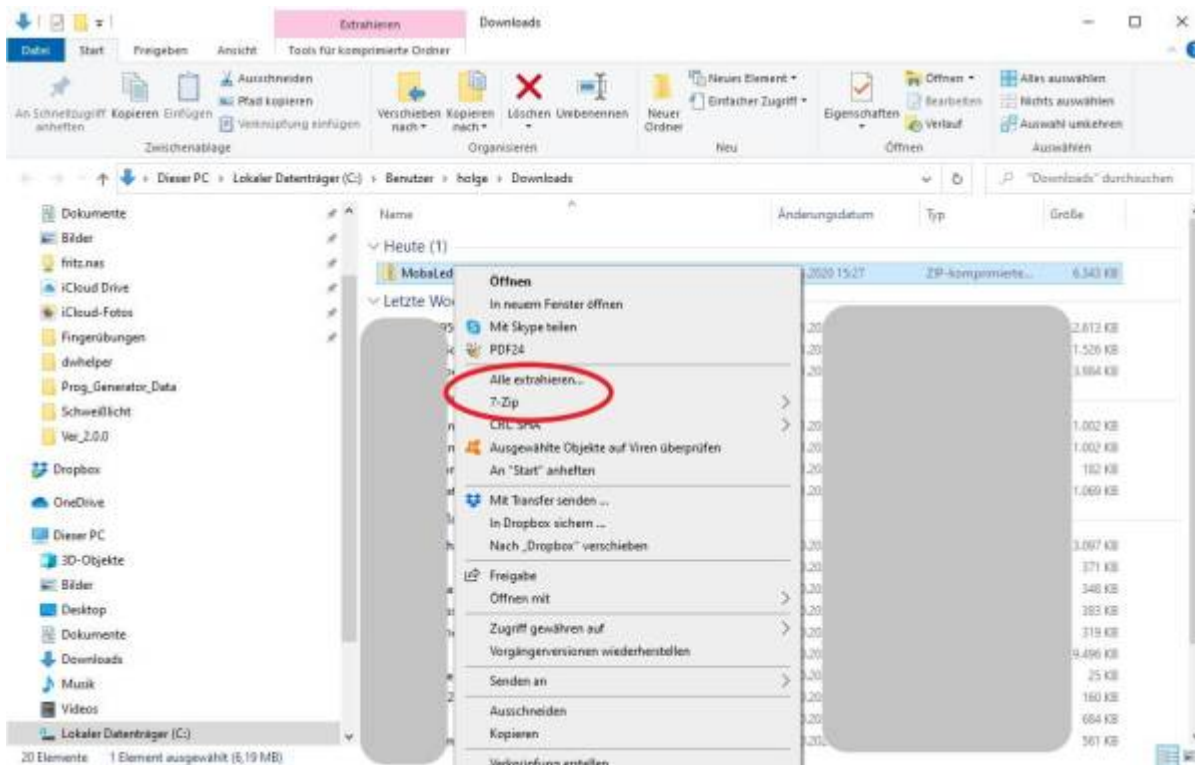 Extrahieren Downloads
Datei Start Freigeben Ansicht Tools für komprimierte Ordner
An Schnellzugriff anheften
Kopieren
Einfügen
Ausschneiden
Pfad kopieren
Verknüpfung einfügen
Zwischenablage
Verschieben nach
Kopieren nach
Löschen
Umbenennen
Organisieren
Neuer Ordner
Neues Element
Einfacher Zugriff
Neu
Eigenschaften
Öffnen
Bearbeiten
Verlauf
Öffnen
Alles auswählen
Nichts auswählen
Auswahl umkehren
Auswählen
Dieser PC › Lokaler Datenträger (C:) › Benutzer › holge › Downloads
"Downloads" durchsuchen
Dokumente
Bilder
fritz.nas
iCloud Drive
iCloud-Fotos
Fingerübungen
dwhelper
Prog_Generator_Data
Schweißlicht
Ver_2.0.0
Dropbox
OneDrive
Dieser PC
3D-Objekte
Bilder
Desktop
Dokumente
Downloads
Musik
Videos
Lokaler Datenträger (C:)
Name Änderungsdatum Typ Größe
Heute (1)
MobaLed .2020 15:27 ZIP-komprimierte... 6.343 KB
Letzte Wo
Öffnen
In neuem Fenster öffnen
Mit Skype teilen
PDF24
Alle extrahieren...
7-Zip
CRC SHA
Ausgewählte Objekte auf Viren überprüfen
An "Start" anheften
Mit Transfer senden ...
In Dropbox sichern ...
Nach „Dropbox" verschieben
Freigabe
Öffnen mit
Zugriff gewähren auf
Vorgängerversionen wiederherstellen
Senden an
Ausschneiden
Kopieren
Verknüpfung erstellen
2.613 KB
1.526 KB
3.984 KB
1.002 KB
1.002 KB
182 KB
1.069 KB
3.097 KB
371 KB
348 KB
383 KB
319 KB
9.496 KB
25 KB
160 KB
684 KB
561 KB
20 Elemente 1 Element ausgewählt (6,19 MB)